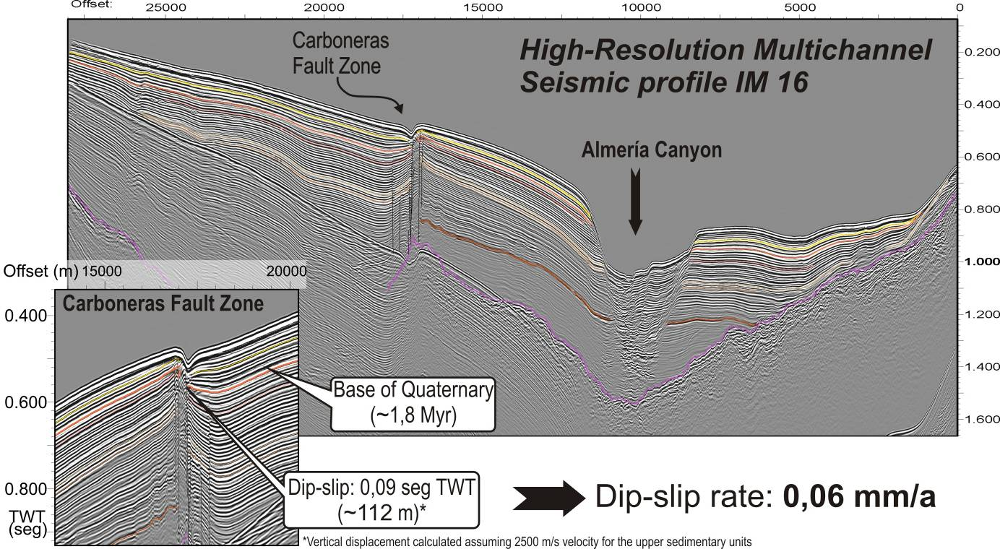 Offset:
25000 20000 15000 10000 5000 0
Carboneras
Fault Zone
High-Resolution Multichannel
Seismic profile IM 16
0.200
0.400
Almería Canyon
0.600
0.800
1.000
1.200
1.400
1.600
Offset (m) 15000 20000
Carboneras Fault Zone
0.400
0.600
0.800
TWT
(seg)
Base of Quaternary
(~1,8 Myr)
Dip-slip: 0,09 seg TWT
(~112 m)*
Dip-slip rate: 0,06 mm/a
*Vertical displacement calculated assuming 2500 m/s velocity for the upper sedimentary units